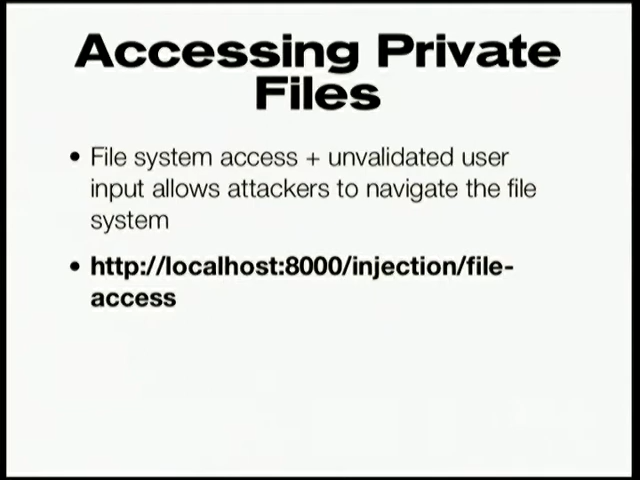 Accessing Private
Files
• File system access + unvalidated user
input allows attackers to navigate the file
system
• http://localhost:8000/injection/file-
access